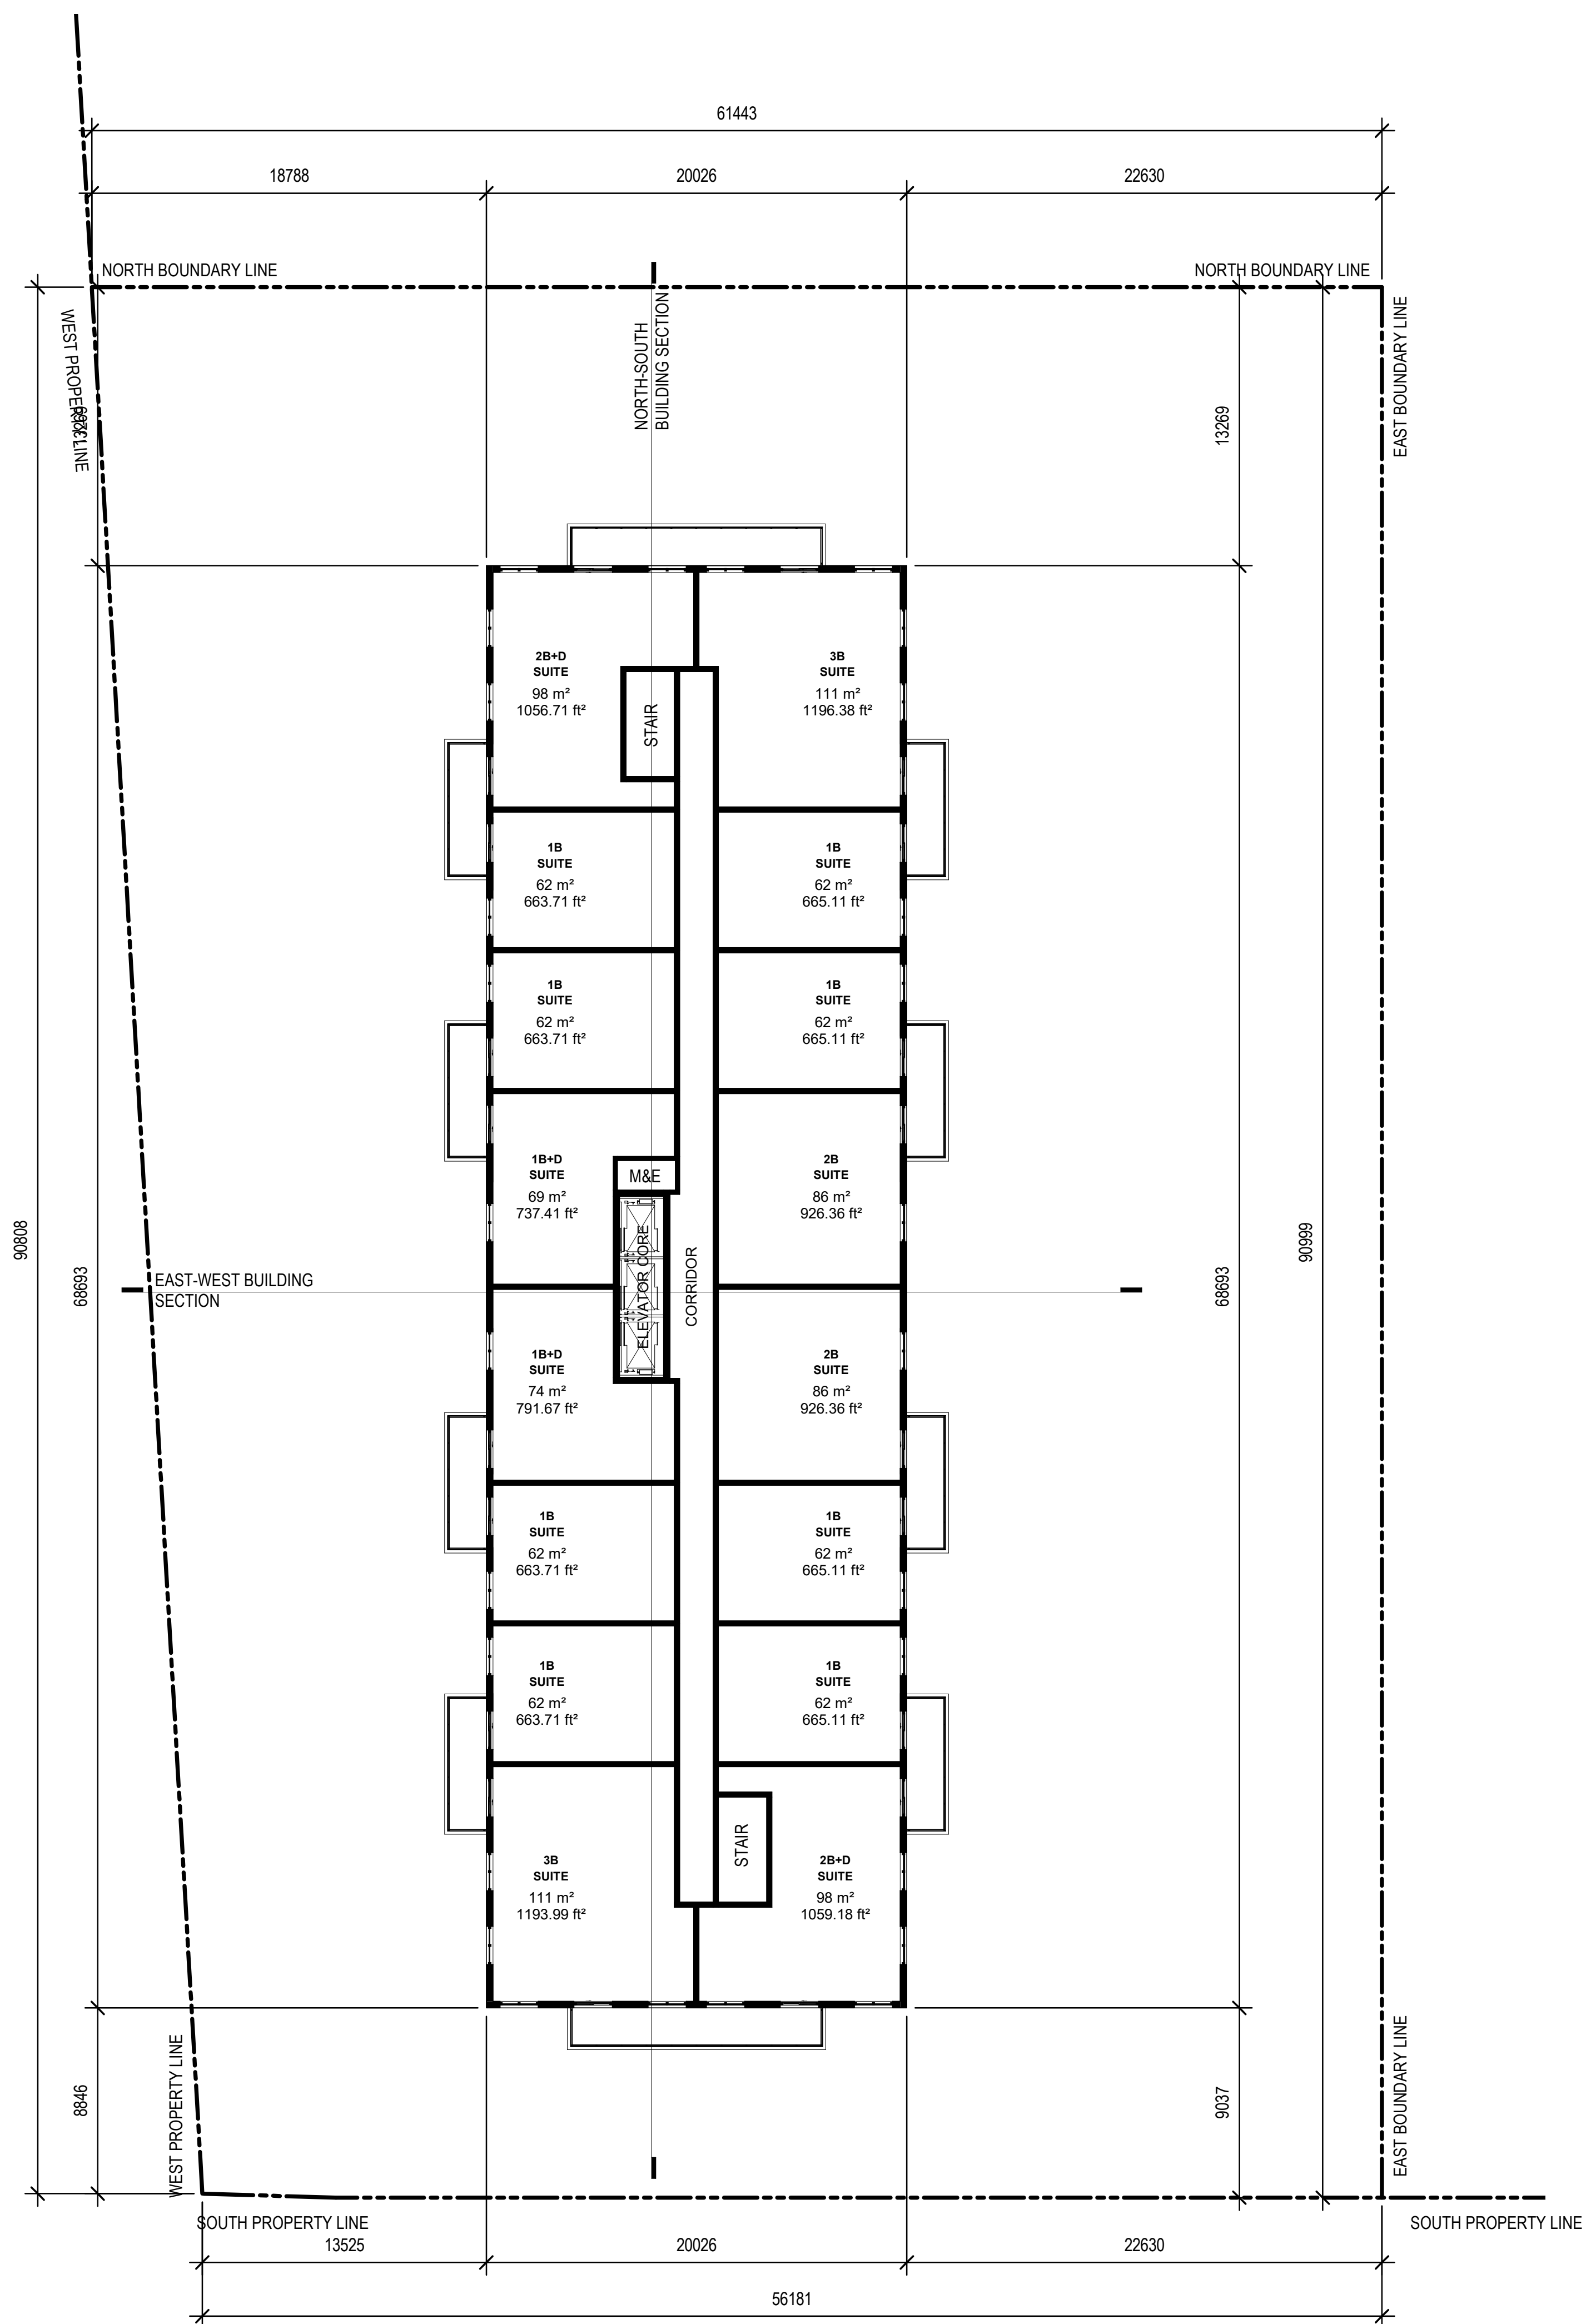 61443
18788
20026
22630
NORTH BOUNDARY LINE
NORTH BOUNDARY LINE
WEST PROPERTY LINE
13269
NORTH-SOUTH
BUILDING SECTION
13269
EAST BOUNDARY LINE
2B+D
SUITE
98 m²
1056.71 ft²
STAIR
3B
SUITE
111 m²
1196.38 ft²
1B
SUITE
62 m²
663.71 ft²
1B
SUITE
62 m²
665.11 ft²
1B
SUITE
62 m²
663.71 ft²
1B
SUITE
62 m²
665.11 ft²
1B+D
SUITE
69 m²
737.41 ft²
M&E
2B
SUITE
86 m²
926.36 ft²
90808
68693
EAST-WEST BUILDING
SECTION
ELEVATOR CORE
CORRIDOR
68693
90999
1B+D
SUITE
74 m²
791.67 ft²
2B
SUITE
86 m²
926.36 ft²
1B
SUITE
62 m²
663.71 ft²
1B
SUITE
62 m²
665.11 ft²
1B
SUITE
62 m²
663.71 ft²
1B
SUITE
62 m²
665.11 ft²
3B
SUITE
111 m²
1193.99 ft²
STAIR
2B+D
SUITE
98 m²
1059.18 ft²
8846
WEST PROPERTY LINE
9037
EAST BOUNDARY LINE
SOUTH PROPERTY LINE
SOUTH PROPERTY LINE
13525
20026
22630
56181